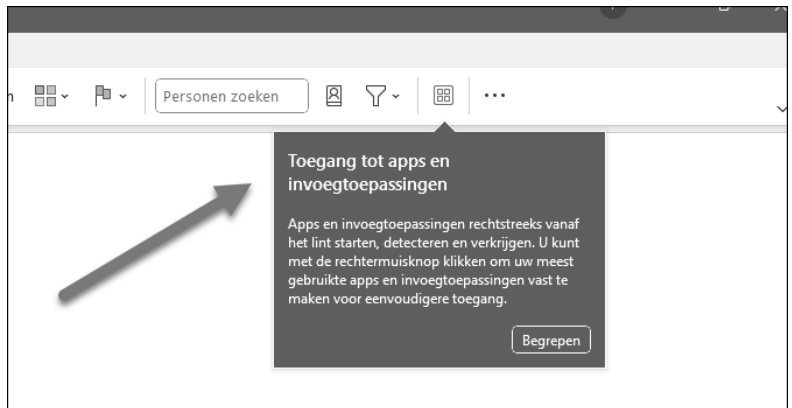 Personen zoeken
Toegang tot apps en
invoegtoepassingen
Apps en invoegtoepassingen rechtstreeks vanaf
het lint starten, detecteren en verkrijgen. U kunt
met de rechtermuisknop klikken om uw meest
gebruikte apps en invoegtoepassingen vast te
maken voor eenvoudigere toegang.
Begrepen